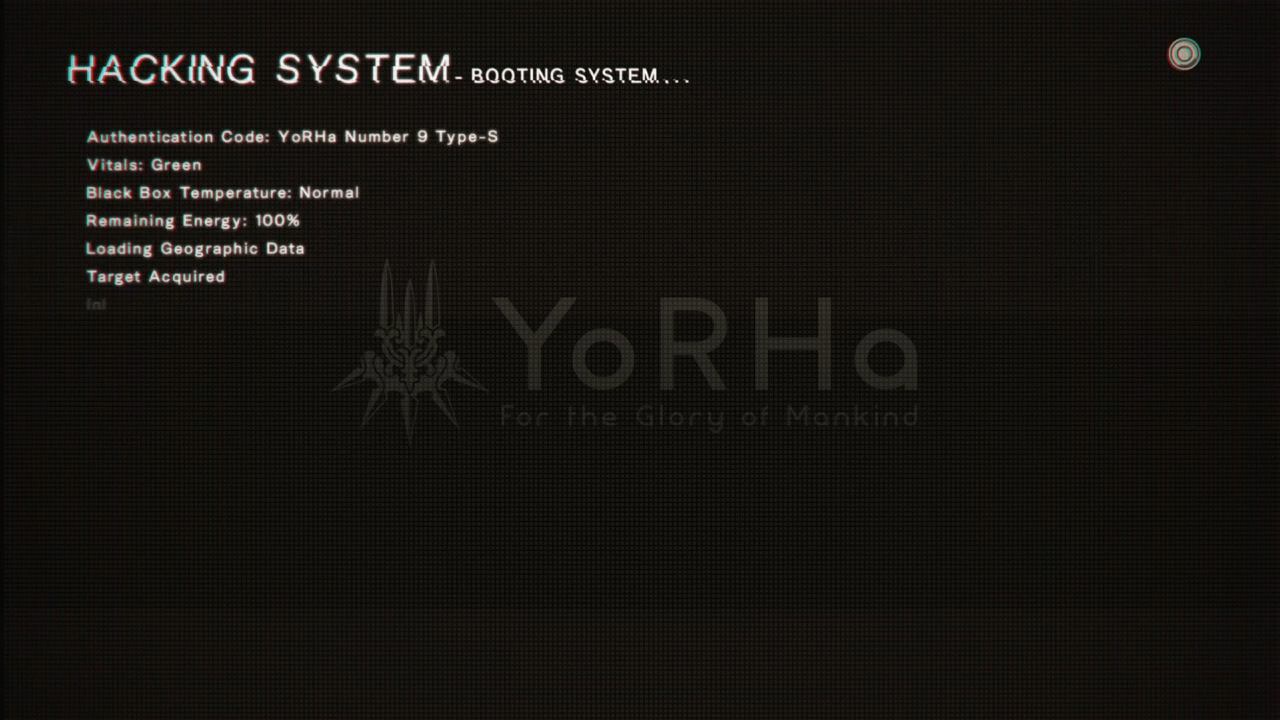 HACKING SYSTEM - BOOTING SYSTEM...
Authentication Code: YoRHa Number 9 Type-S
Vitals: Green
Black Box Temperature: Normal
Remaining Energy: 100%
Loading Geographic Data
Target Acquired
Ini
YoRHa
For the Glory of Mankind